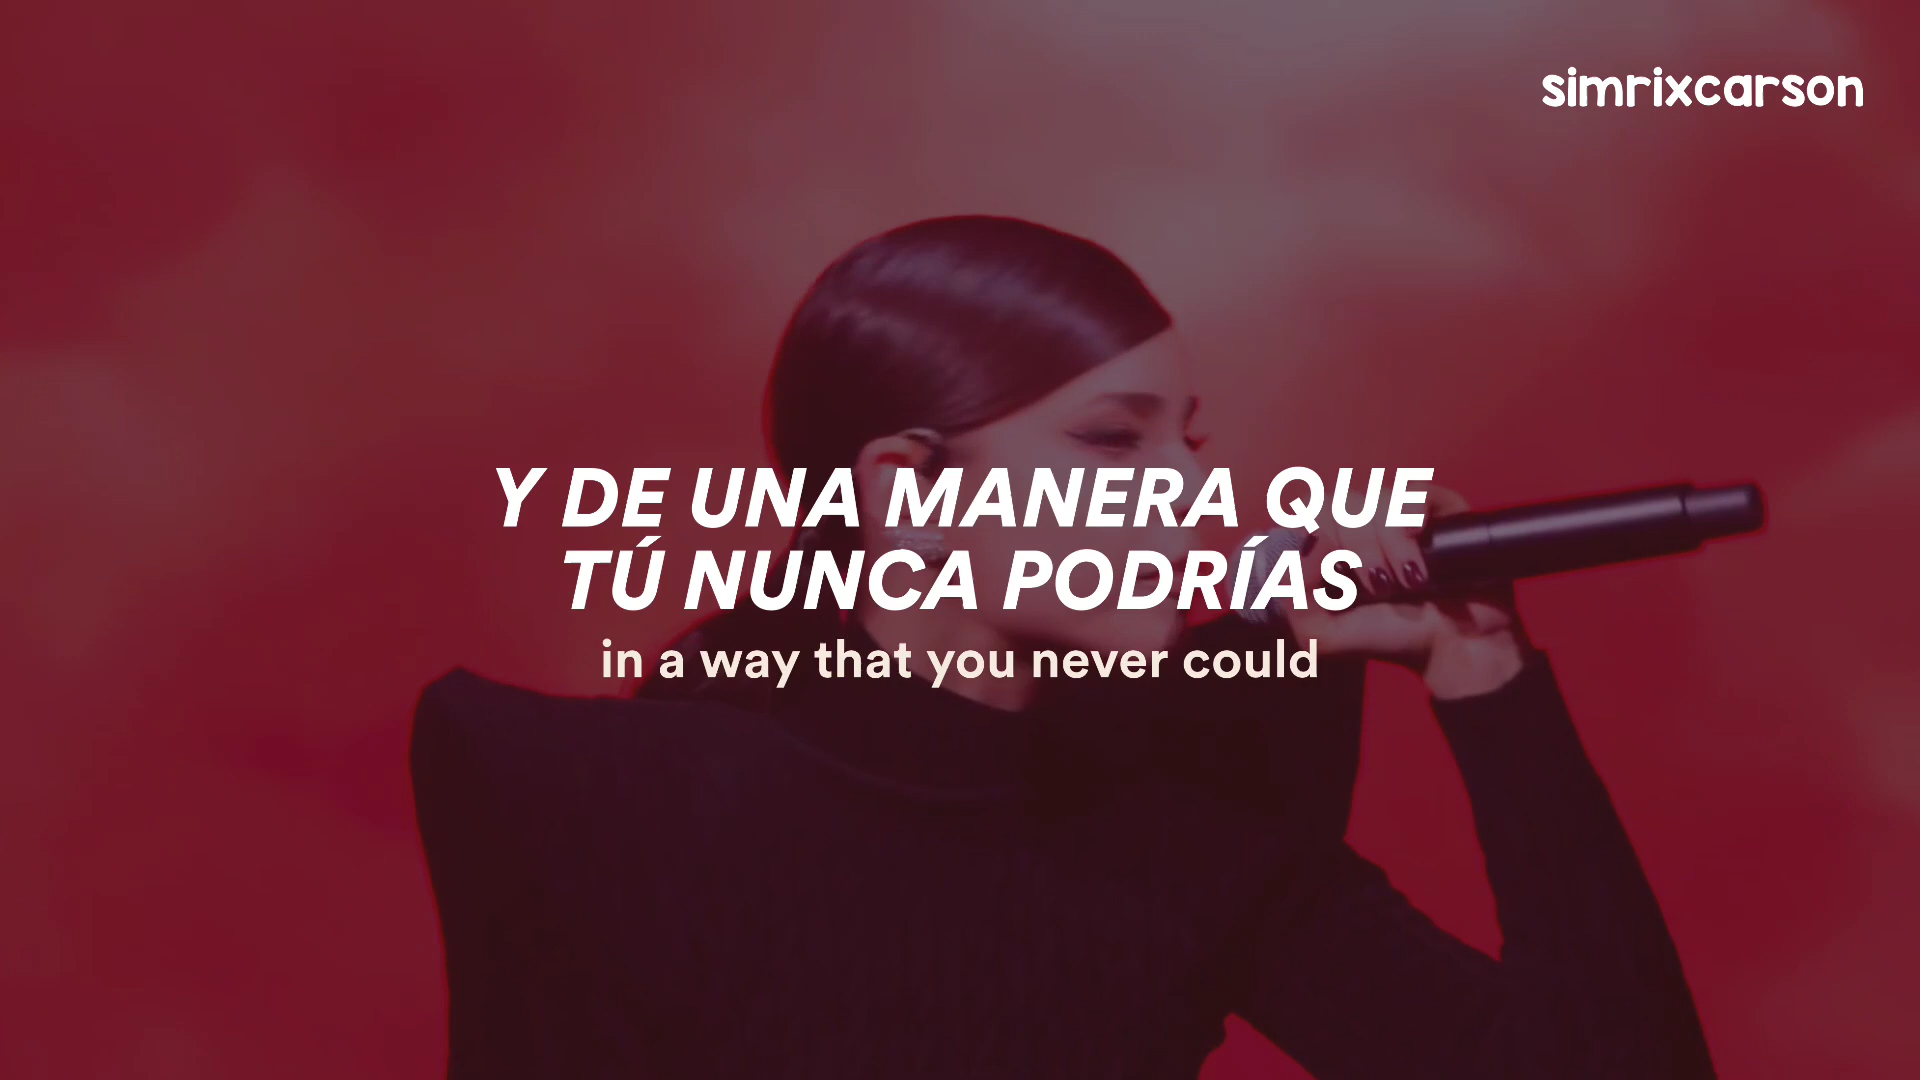 simrixcarson
Y DE UNA MANERA QUE
TÚ NUNCA PODRÍAS
in a way that you never could